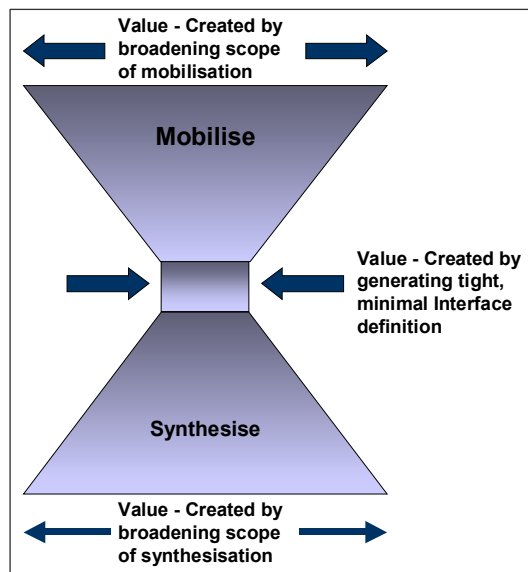 Value - Created by
broadening scope
of mobilisation
Mobilise
Value - Created by
generating tight,
minimal Interface
definition
Synthesise
Value - Created by
broadening scope
of synthesisation